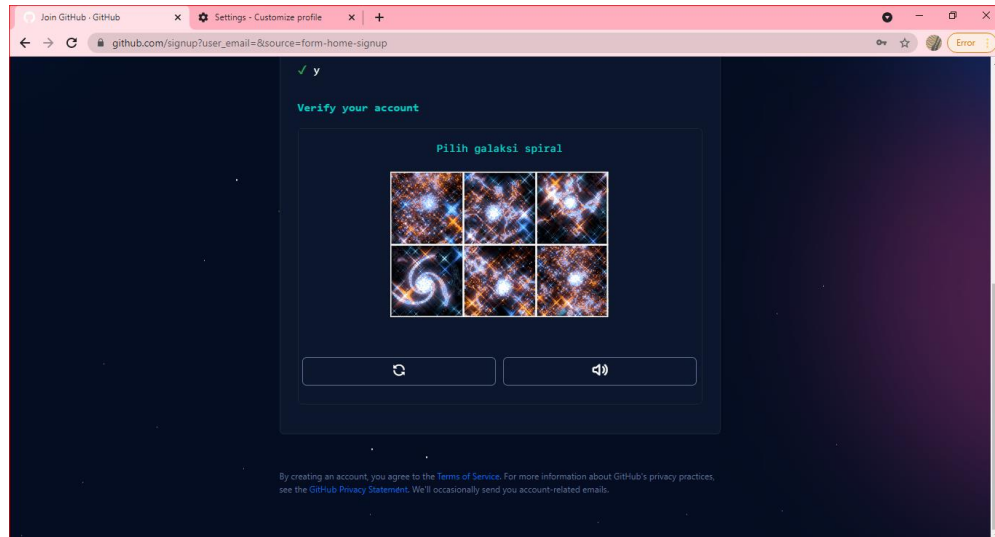 Join GitHub · GitHub
Settings - Customize profile
github.com/signup?user_email=&source=form-home-signup
Error
✓ y
Verify your account
Pilih galaksi spiral
By creating an account, you agree to the Terms of Service. For more information about GitHub's privacy practices,
see the GitHub Privacy Statement. We'll occasionally send you account-related emails.